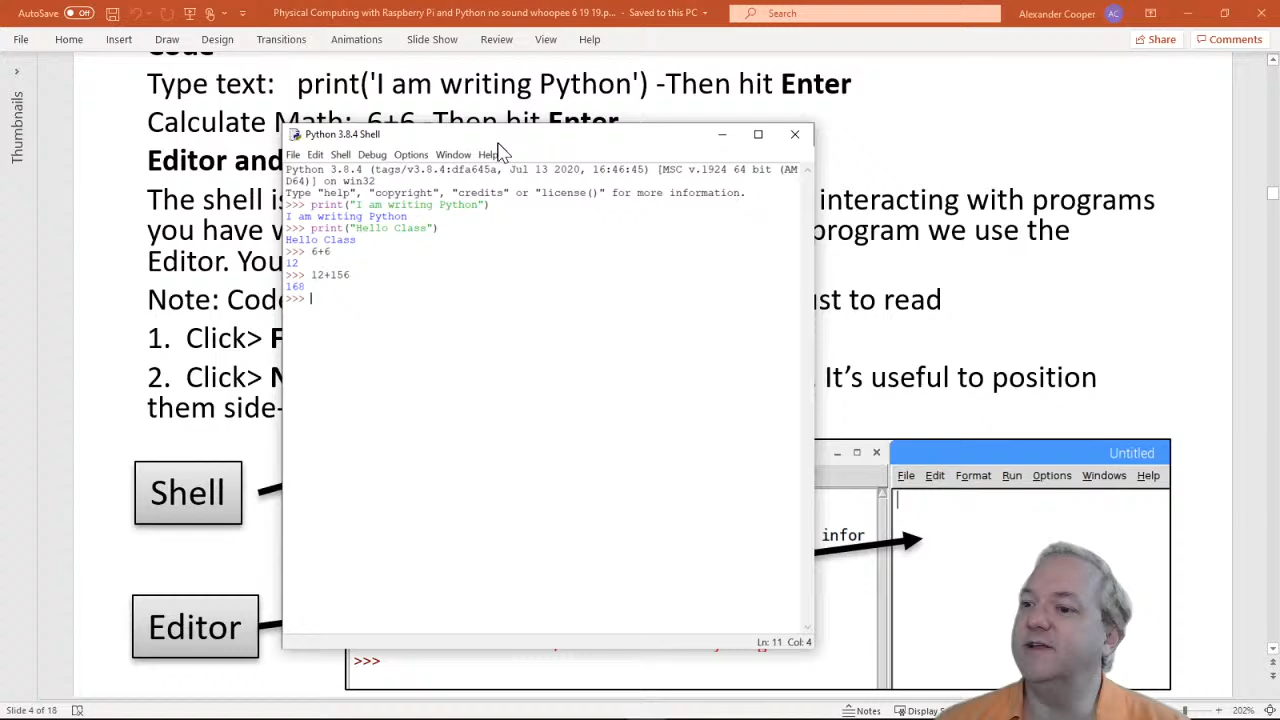 AutoSave Off Physical Computing with Raspberry Pi and Python no sound whoopee 6 19 19.p... - Saved to this PC Search Alexander Cooper AC
File Home Insert Draw Design Transitions Animations Slide Show Review View Help Share Comments
Thumbnails
Code
Type text: print('I am writing Python') -Then hit Enter
Calculate Math: 6+6 -Then hit Enter
Editor and
The shell is interacting with programs
you have w program we use the
Editor. You
Note: Code ust to read
1. Click> F
2. Click> N . It’s useful to position
them side-
Python 3.8.4 Shell
File Edit Shell Debug Options Window Help
Python 3.8.4 (tags/v3.8.4:dfa645a, Jul 13 2020, 16:46:45) [MSC v.1924 64 bit (AM
D64)] on win32
Type "help", "copyright", "credits" or "license()" for more information.
>>> print("I am writing Python")
I am writing Python
>>> print("Hello Class")
Hello Class
>>> 6+6
12
>>> 12+156
168
>>>
Ln: 11 Col: 4
Shell
Editor
Untitled
File Edit Format Run Options Windows Help
infor
>>>
Slide 4 of 18 Notes Display S 202%